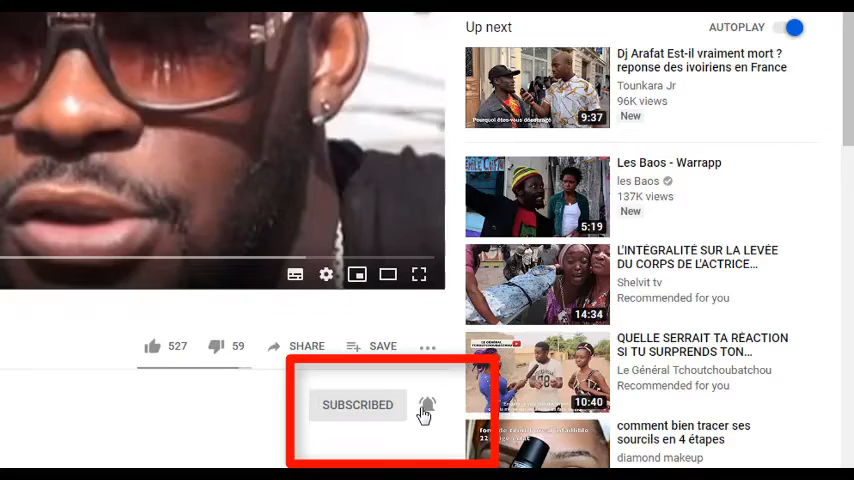 Up next
AUTOPLAY
Dj Arafat Est-il vraiment mort ?
reponse des ivoiriens en France
Tounkara Jr
96K views
New
Pourquoi êtes-vous découragé
9:37
Les Baos - Warrapp
les Baos
137K views
New
5:19
L'INTÉGRALITÉ SUR LA LEVÉE
DU CORPS DE L'ACTRICE...
Shelvit tv
Recommended for you
14:34
527
59
SHARE
SAVE
QUELLE SERRAIT TA RÉACTION
SI TU SURPRENDS TON...
Le Général Tchoutchoubatchou
Recommended for you
10:40
SUBSCRIBED
comment bien tracer ses
sourcils en 4 étapes
diamond makeup